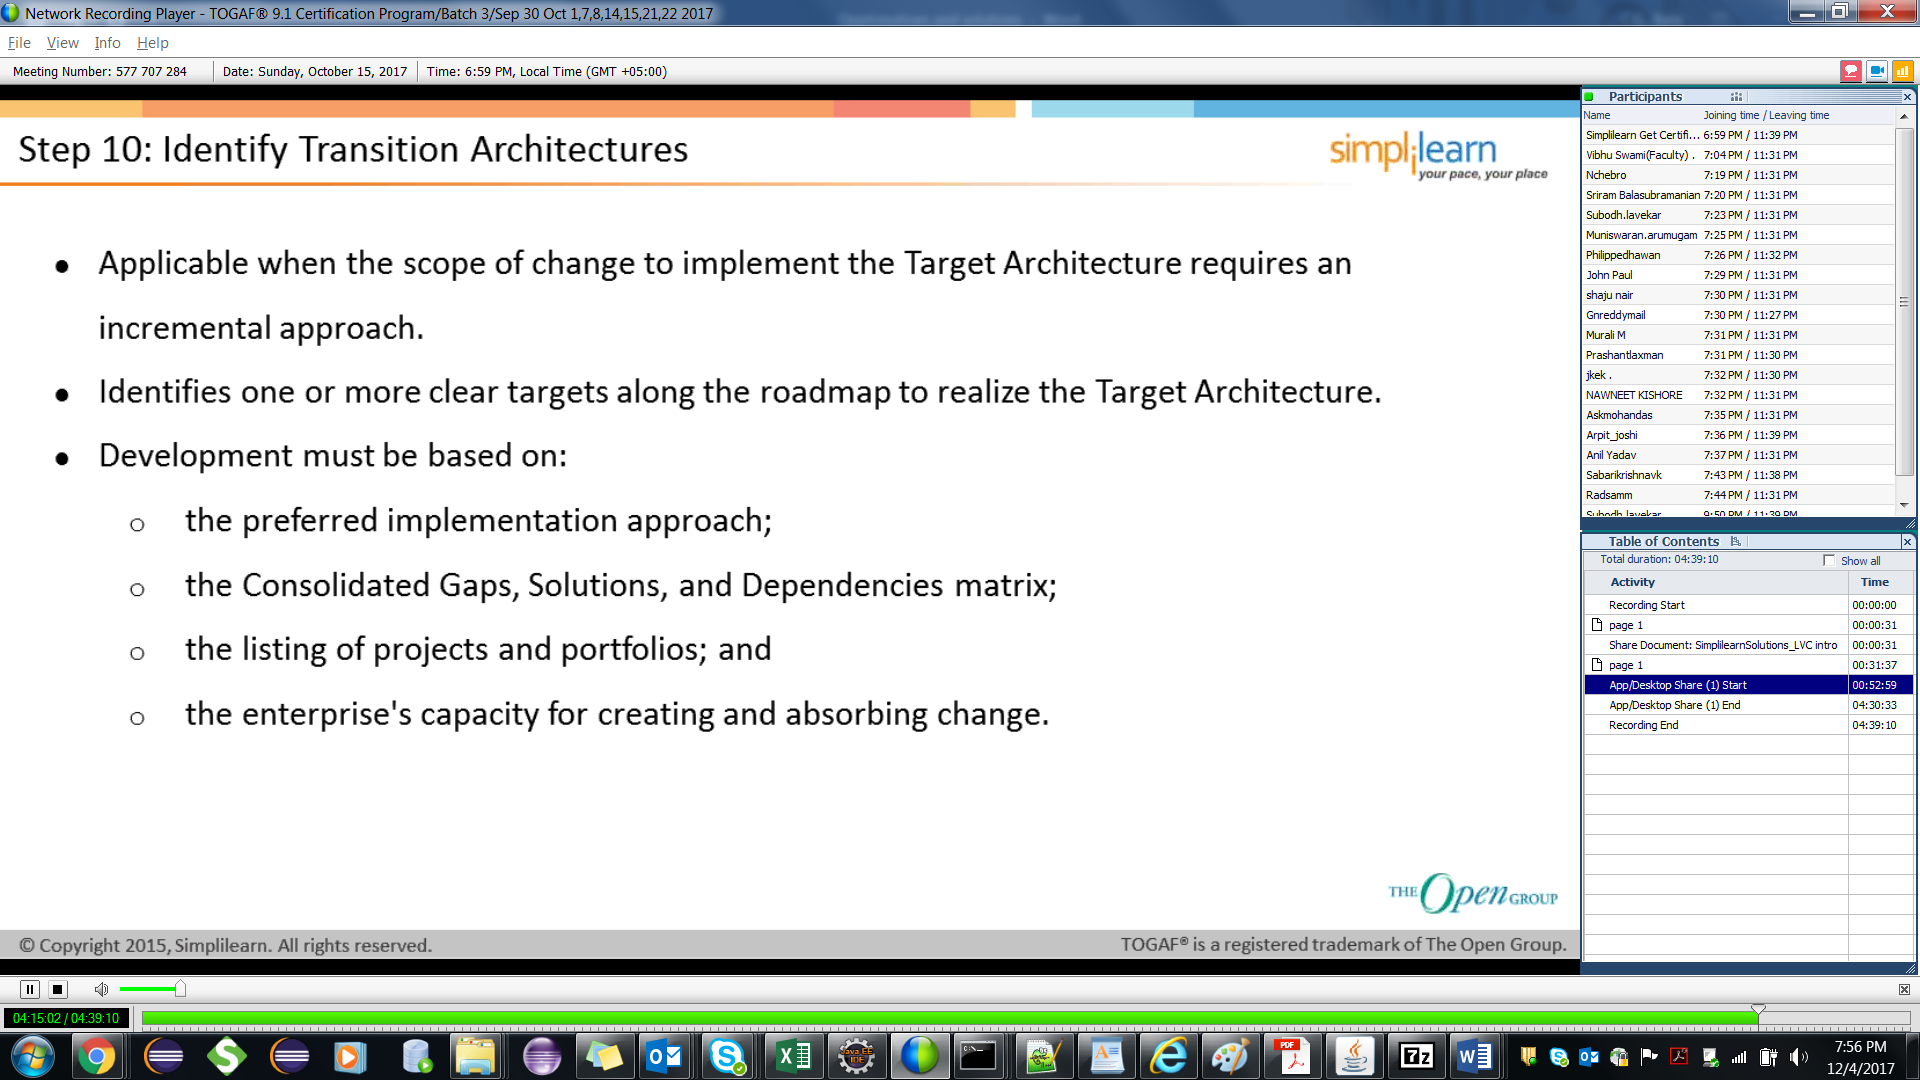 Network Recording Player - TOGAF® 9.1 Certification Program/Batch 3/Sep 30 Oct 1,7,8,14,15,21,22 2017
File View Info Help
Meeting Number: 577 707 284 Date: Sunday, October 15, 2017 Time: 6:59 PM, Local Time (GMT +05:00)
Step 10: Identify Transition Architectures
simplilearn
your pace, your place
● Applicable when the scope of change to implement the Target Architecture requires an
incremental approach.
● Identifies one or more clear targets along the roadmap to realize the Target Architecture.
● Development must be based on:
o the preferred implementation approach;
o the Consolidated Gaps, Solutions, and Dependencies matrix;
o the listing of projects and portfolios; and
o the enterprise's capacity for creating and absorbing change.
THE Open GROUP
© Copyright 2015, Simplilearn. All rights reserved.
TOGAF® is a registered trademark of The Open Group.
Participants
Name Joining time / Leaving time
Simplilearn Get Certifi... 6:59 PM / 11:39 PM
Vibhu Swami(Faculty) . 7:04 PM / 11:31 PM
Nchebro 7:19 PM / 11:31 PM
Sriram Balasubramanian 7:20 PM / 11:31 PM
Subodh.lavekar 7:23 PM / 11:31 PM
Muniswaran.arumugam 7:25 PM / 11:31 PM
Philippedhawan 7:26 PM / 11:32 PM
John Paul 7:29 PM / 11:31 PM
shaju nair 7:30 PM / 11:31 PM
Gnreddymail 7:30 PM / 11:27 PM
Murali M 7:31 PM / 11:31 PM
Prashantlaxman 7:31 PM / 11:30 PM
jkek . 7:32 PM / 11:30 PM
NAWNEET KISHORE 7:32 PM / 11:31 PM
Askmohandas 7:35 PM / 11:31 PM
Arpit_joshi 7:36 PM / 11:39 PM
Anil Yadav 7:37 PM / 11:31 PM
Sabarikrishnavk 7:43 PM / 11:38 PM
Radsamm 7:44 PM / 11:31 PM
Subodh.lavekar 9:50 PM / 11:39 PM
Table of Contents
Total duration: 04:39:10 Show all
Activity Time
Recording Start 00:00:00
page 1 00:00:31
Share Document: SimplilearnSolutions_LVC intro 00:00:31
page 1 00:31:37
App/Desktop Share (1) Start 00:52:59
App/Desktop Share (1) End 04:30:33
Recording End 04:39:10
04:15:02 / 04:39:10
7:56 PM
12/4/2017